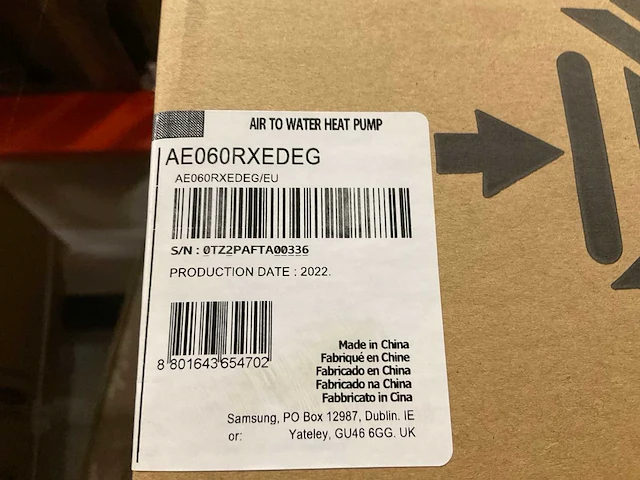 AIR TO WATER HEAT PUMP
AE060RXEDEG
AE060RXEDEG/EU
S/N : 0TZ2PAFTA00336
PRODUCTION DATE : 2022.
8 801643 654702
Made in China
Fabriqué en Chine
Fabricado en China
Fabricado na China
Fabbricato in Cina
Samsung, PO Box 12987, Dublin. IE
or: Yateley, GU46 6GG. UK